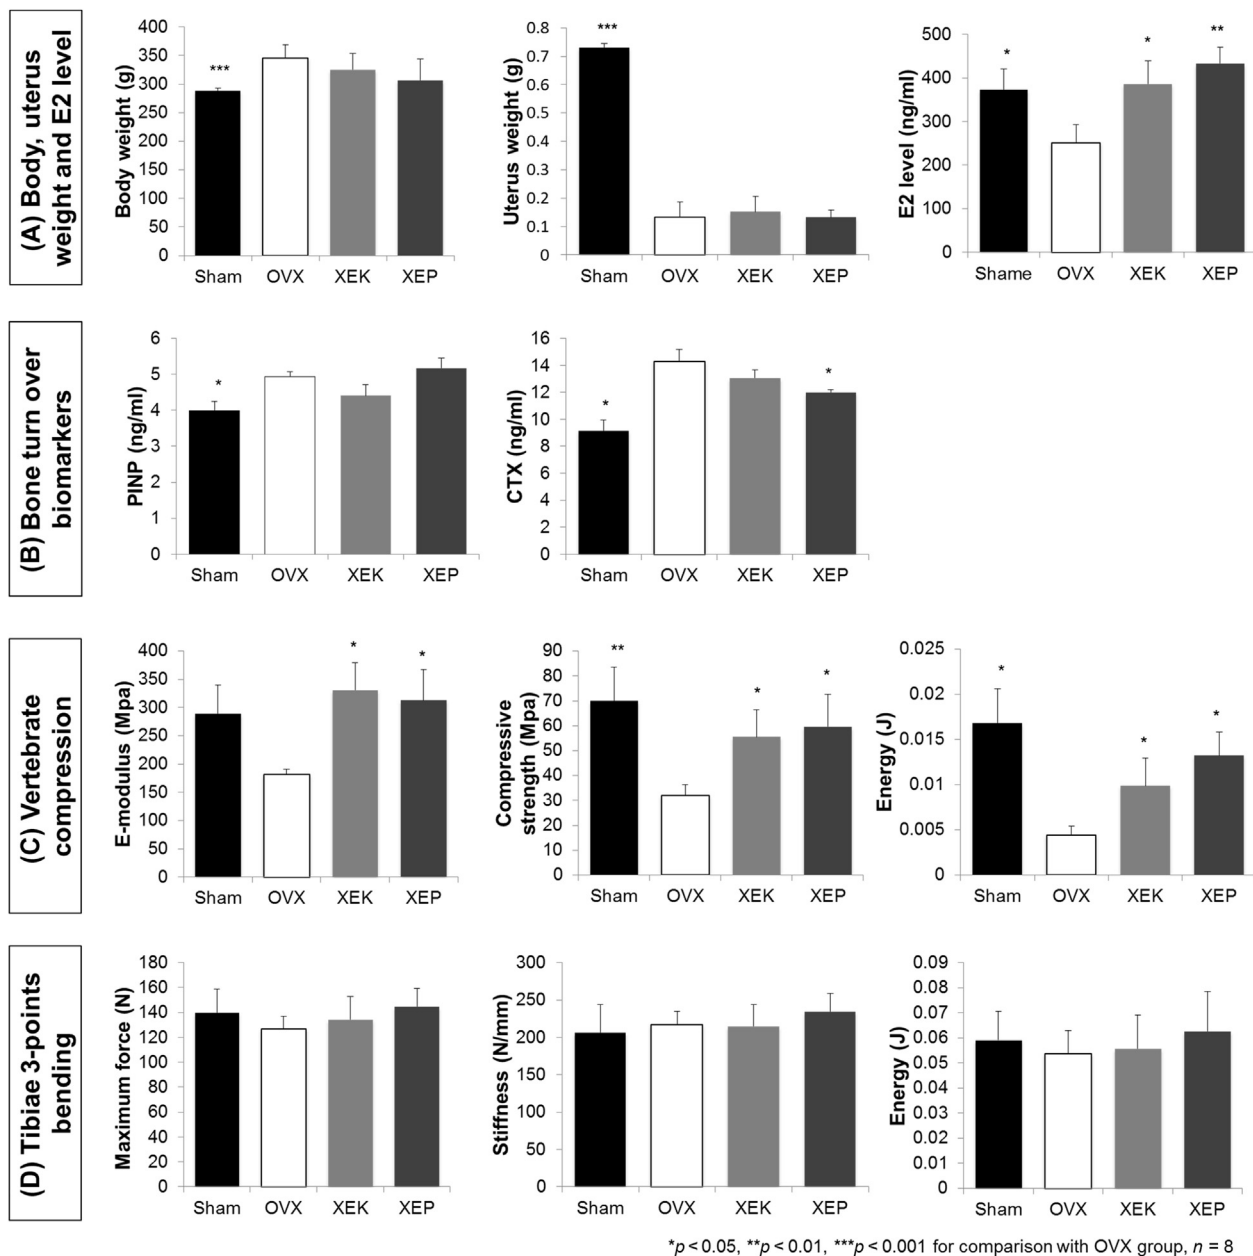 (A) Body, uterus
weight and E2 level
Body weight (g)
400
350
300
250
200
150
100
50
0
***
Sham OVX XEK XEP
Uterus weight (g)
0.8
0.7
0.6
0.5
0.4
0.3
0.2
0.1
0
***
Sham OVX XEK XEP
E2 level (ng/ml)
500
400
300
200
100
0
* * **
Shame OVX XEK XEP
(B) Bone turn over
biomarkers
PINP (ng/ml)
6
5
4
3
2
1
0
*
Sham OVX XEK XEP
CTX (ng/ml)
16
14
12
10
8
6
4
2
0
* *
Sham OVX XEK XEP
(C) Vertebrate
compression
E-modulus (Mpa)
400
350
300
250
200
150
100
50
0
* *
Sham OVX XEK XEP
Compressive
strength (Mpa)
90
80
70
60
50
40
30
20
10
0
** * *
Sham OVX XEK XEP
Energy (J)
0.025
0.02
0.015
0.01
0.005
0
* * *
Sham OVX XEK XEP
(D) Tibiae 3-points
bending
Maximum force (N)
180
160
140
120
100
80
60
40
20
0
Sham OVX XEK XEP
Stiffness (N/mm)
300
250
200
150
100
50
0
Sham OVX XEK XEP
Energy (J)
0.09
0.08
0.07
0.06
0.05
0.04
0.03
0.02
0.01
0
Sham OVX XEK XEP
*p < 0.05, **p < 0.01, ***p < 0.001 for comparison with OVX group, n = 8